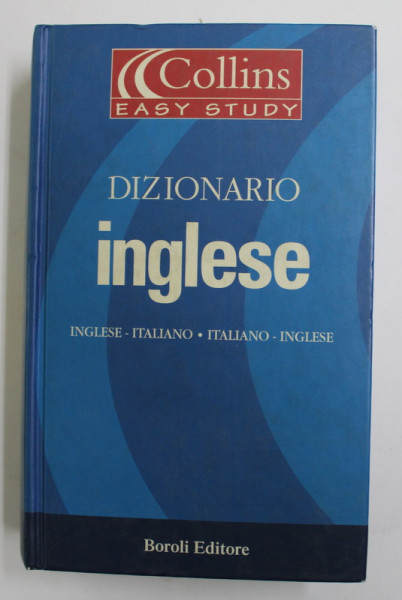 Collins
EASY STUDY
DIZIONARIO
inglese
INGLESE - ITALIANO • ITALIANO - INGLESE
Boroli Editore